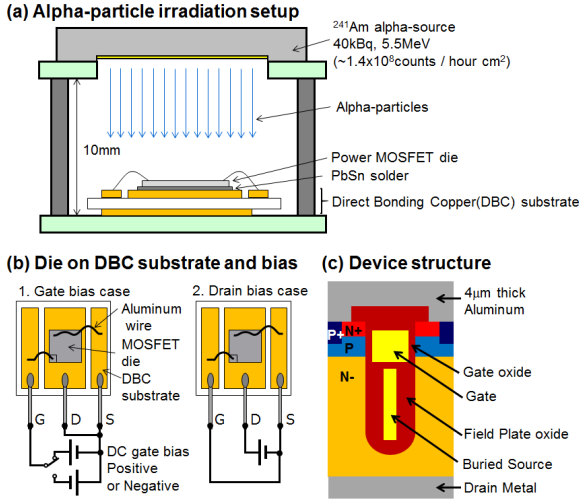 (a) Alpha-particle irradiation setup
²⁴¹Am alpha-source
40kBq, 5.5MeV
(~1.4x10⁸counts / hour cm²)
Alpha-particles
10mm
Power MOSFET die
PbSn solder
Direct Bonding Copper(DBC) substrate
(b) Die on DBC substrate and bias
1. Gate bias case
Aluminum
wire
MOSFET
die
DBC
substrate
G D S
DC gate bias
Positive
or Negative
2. Drain bias case
G D S
(c) Device structure
4μm thick
Aluminum
P+ N+
P
N-
Gate oxide
Gate
Field Plate oxide
Buried Source
Drain Metal